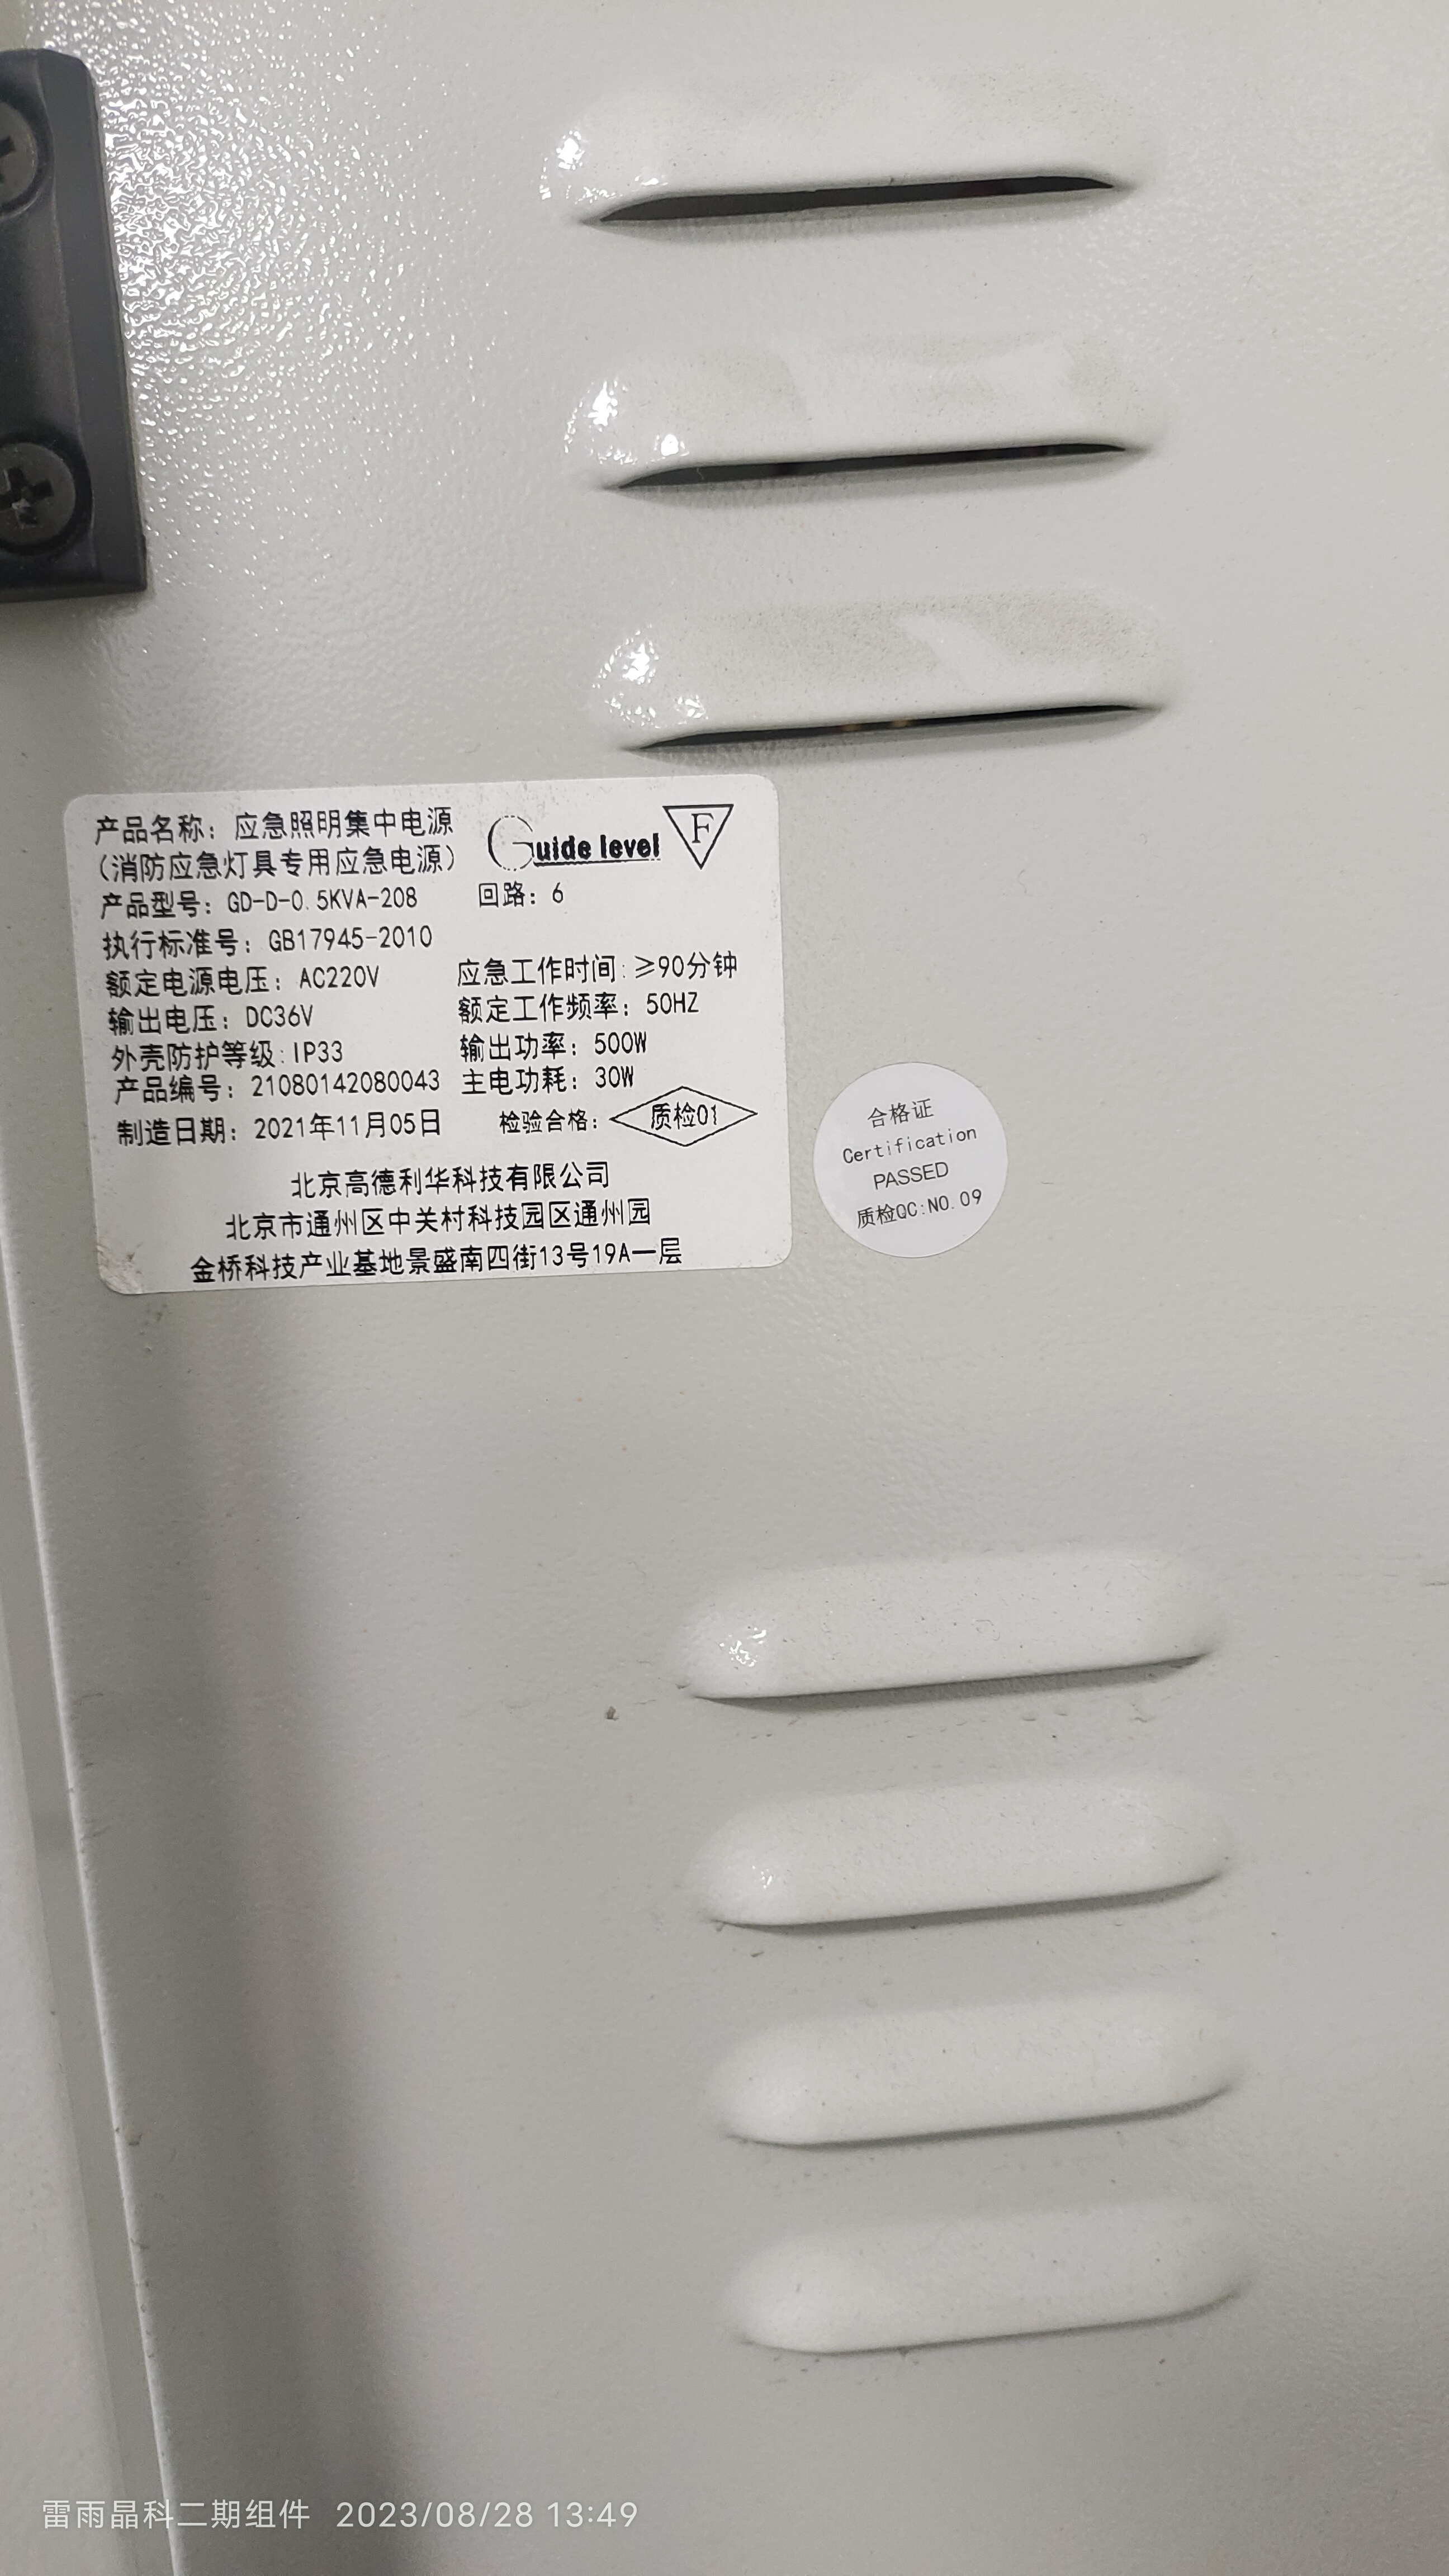 产品名称：应急照明集中电源
（消防应急灯具专用应急电源）
Guide level
F
产品型号：GD-D-0.5KVA-208
回路：6
执行标准号：GB17945-2010
额定电源电压：AC220V
应急工作时间：≥90分钟
输出电压：DC36V
额定工作频率：50HZ
外壳防护等级：IP33
输出功率：500W
产品编号：21080142080043
主电功耗：30W
制造日期：2021年11月05日
检验合格：质检01
北京高德利华科技有限公司
北京市通州区中关村科技园区通州园
金桥科技产业基地景盛南四街13号19A一层
合格证
Certification
PASSED
质检QC:NO.09
雷雨晶科二期组件 2023/08/28 13:49